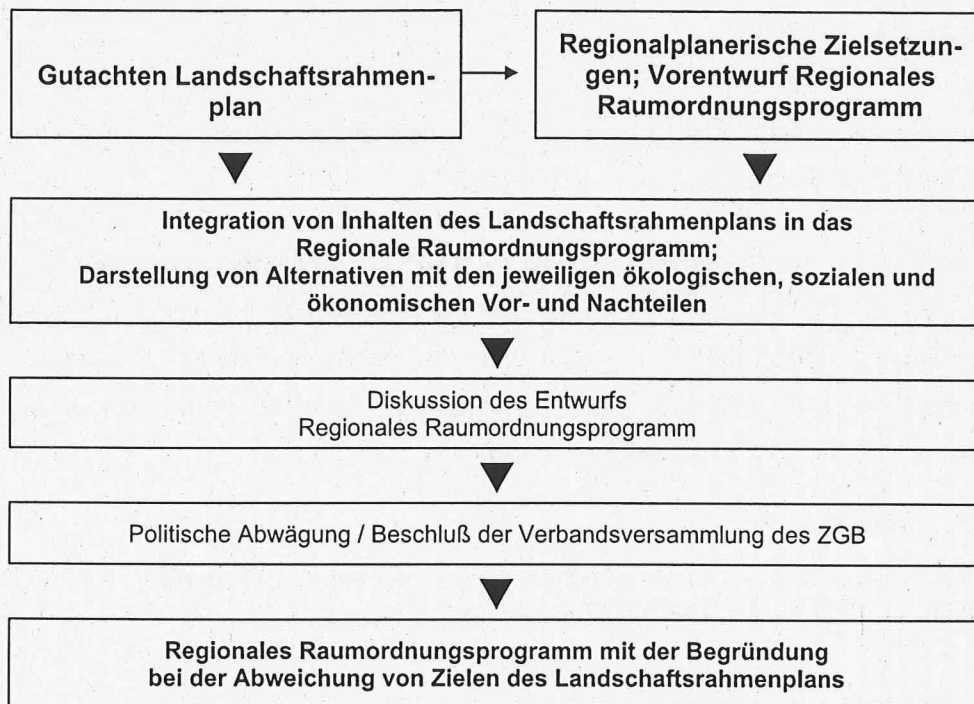 Gutachten Landschaftsrahmen-
plan
Regionalplanerische Zielsetzun-
gen; Vorentwurf Regionales
Raumordnungsprogramm
Integration von Inhalten des Landschaftsrahmenplans in das
Regionale Raumordnungsprogramm;
Darstellung von Alternativen mit den jeweiligen ökologischen, sozialen und
ökonomischen Vor- und Nachteilen
Diskussion des Entwurfs
Regionales Raumordnungsprogramm
Politische Abwägung / Beschluß der Verbandsversammlung des ZGB
Regionales Raumordnungsprogramm mit der Begründung
bei der Abweichung von Zielen des Landschaftsrahmenplans